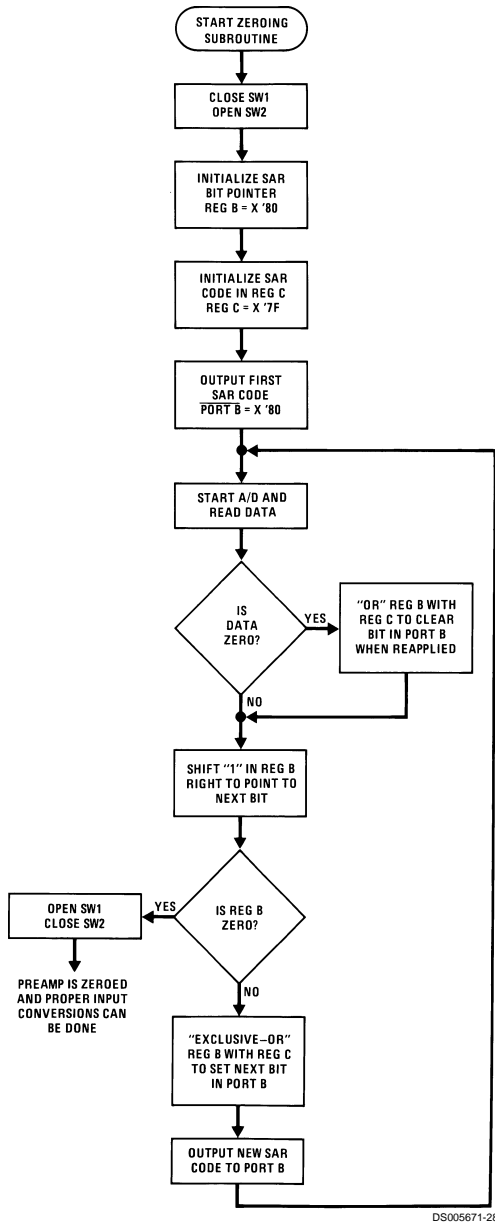 START ZEROING
SUBROUTINE
CLOSE SW1
OPEN SW2
INITIALIZE SAR
BIT POINTER
REG B = X '80
INITIALIZE SAR
CODE IN REG C
REG C = X '7F
OUTPUT FIRST
SAR CODE
PORT B = X '80
START A/D AND
READ DATA
IS
DATA
ZERO?
YES
"OR" REG B WITH
REG C TO CLEAR
BIT IN PORT B
WHEN REAPPLIED
NO
SHIFT "1" IN REG B
RIGHT TO POINT TO
NEXT BIT
IS REG B
ZERO?
YES
OPEN SW1
CLOSE SW2
PREAMP IS ZEROED
AND PROPER INPUT
CONVERSIONS CAN
BE DONE
NO
"EXCLUSIVE–OR"
REG B WITH REG C
TO SET NEXT BIT
IN PORT B
OUTPUT NEW SAR
CODE TO PORT B
DS005671-28